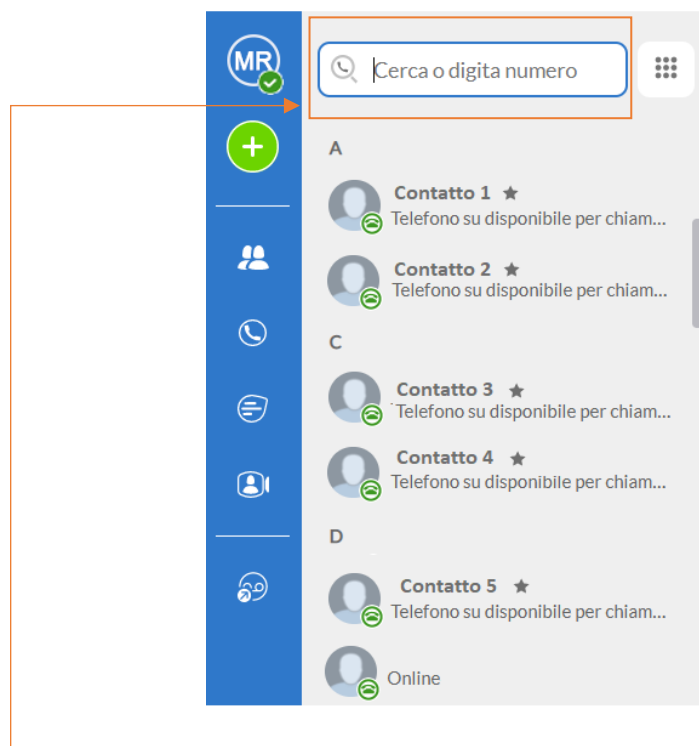 MR
Cerca o digita numero
A
Contatto 1
Telefono su disponibile per chiam...
Contatto 2
Telefono su disponibile per chiam...
C
Contatto 3
Telefono su disponibile per chiam...
Contatto 4
Telefono su disponibile per chiam...
D
Contatto 5
Telefono su disponibile per chiam...
Online